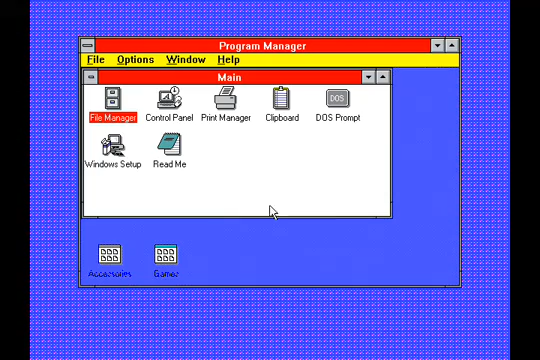 Program Manager
File Options Window Help
Main
File Manager Control Panel Print Manager Clipboard DOS Prompt
DOS
Windows Setup Read Me
Accessories Games